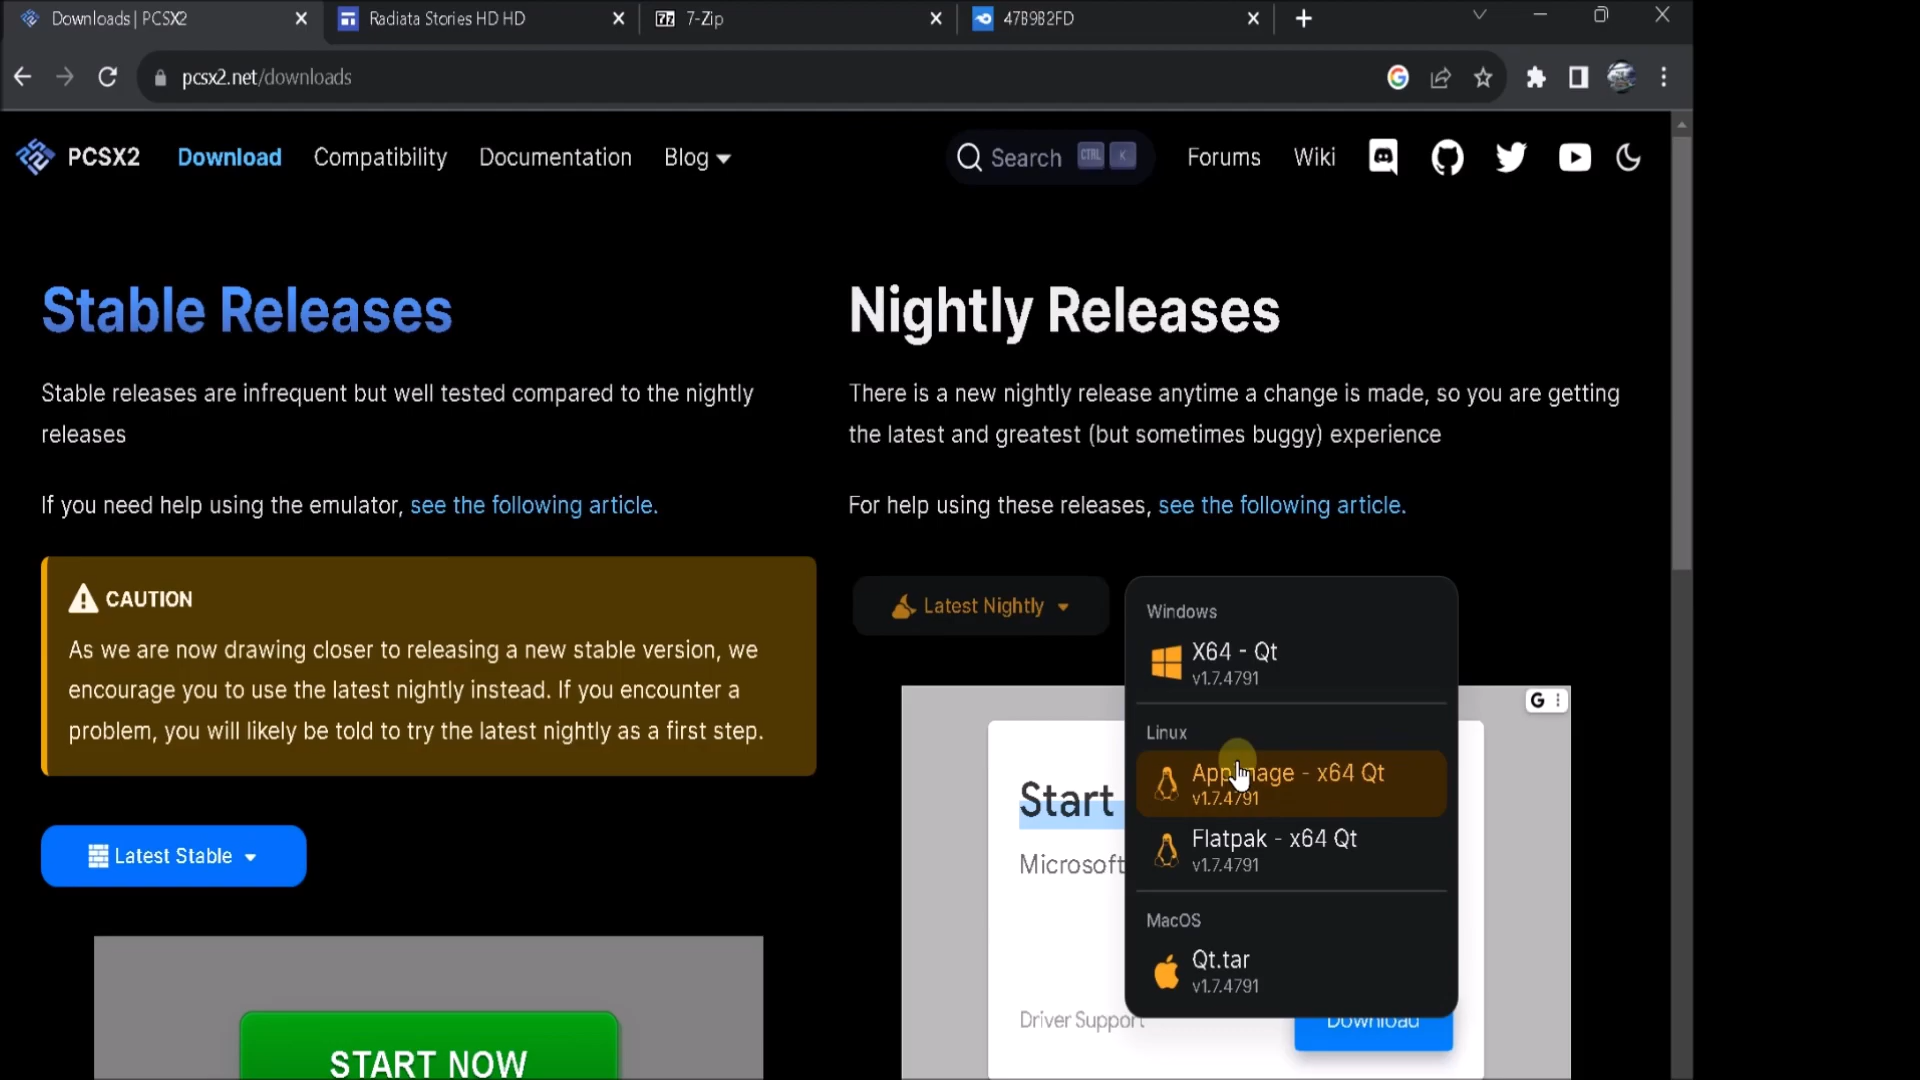 Downloads | PCSX2
Radiata Stories HD HD
7-Zip
47B9B2FD
pcsx2.net/downloads
PCSX2
Download
Compatibility
Documentation
Blog
Search
CTRL K
Forums
Wiki
Stable Releases
Stable releases are infrequent but well tested compared to the nightly
releases
If you need help using the emulator, see the following article.
CAUTION
As we are now drawing closer to releasing a new stable version, we
encourage you to use the latest nightly instead. If you encounter a
problem, you will likely be told to try the latest nightly as a first step.
Latest Stable
START NOW
Nightly Releases
There is a new nightly release anytime a change is made, so you are getting
the latest and greatest (but sometimes buggy) experience
For help using these releases, see the following article.
Latest Nightly
Windows
X64 - Qt
v1.7.4791
Linux
AppImage - x64 Qt
v1.7.4791
Flatpak - x64 Qt
v1.7.4791
MacOS
Qt.tar
v1.7.4791
Start
Microsoft
Driver Support
Download